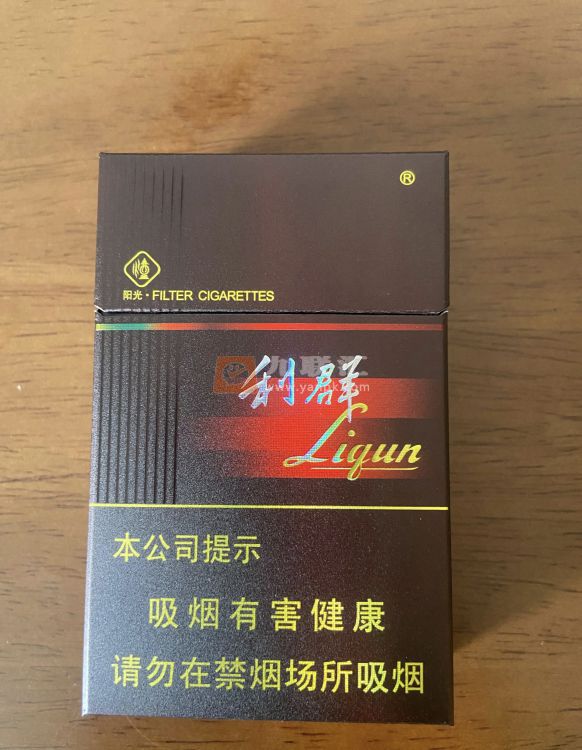 ®
阳光·FILTER CIGARETTES
利群
Liqun
本公司提示
吸烟有害健康
请勿在禁烟场所吸烟